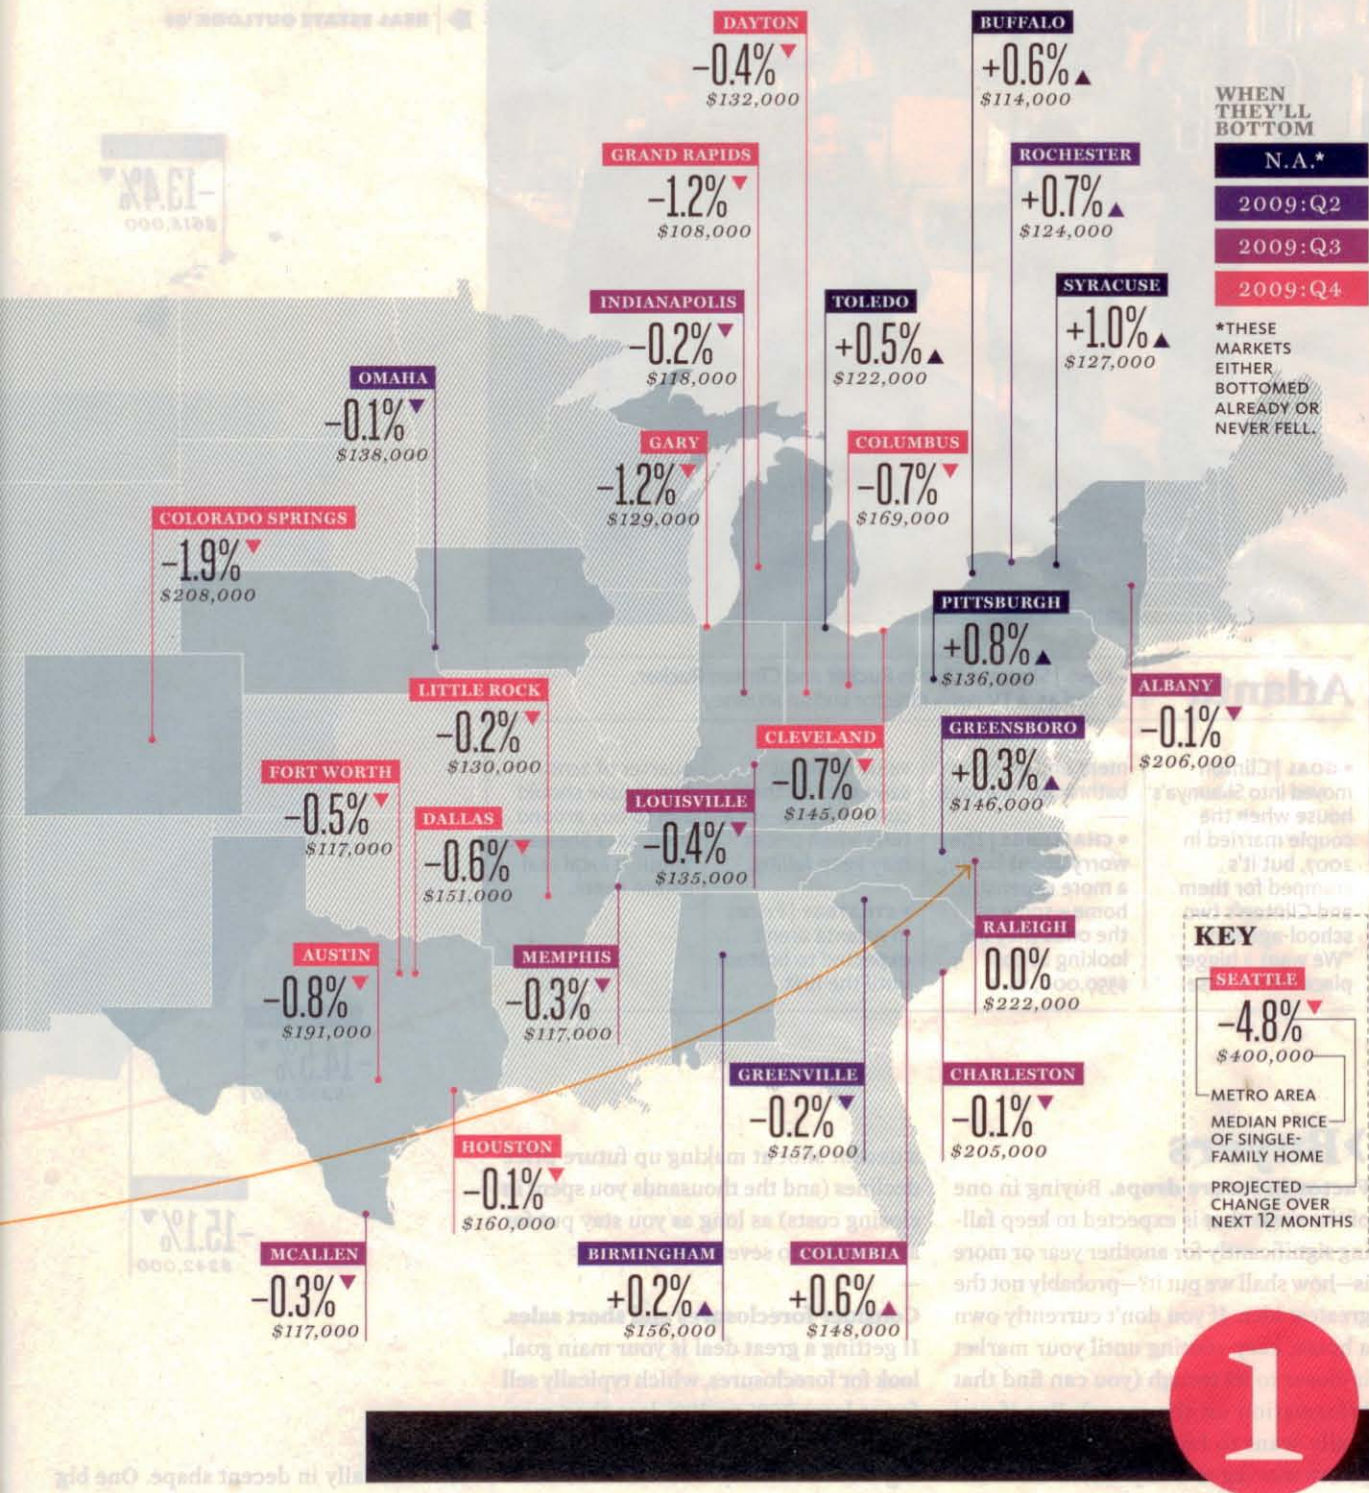 DAYTON
-0.4% ▼
$132,000
BUFFALO
+0.6% ▲
$114,000
WHEN
THEY'LL
BOTTOM
N.A.*
2009:Q2
2009:Q3
2009:Q4
*THESE
MARKETS
EITHER
BOTTOMED
ALREADY OR
NEVER FELL.
GRAND RAPIDS
-1.2% ▼
$108,000
ROCHESTER
+0.7% ▲
$124,000
INDIANAPOLIS
-0.2% ▼
$118,000
TOLEDO
+0.5% ▲
$122,000
SYRACUSE
+1.0% ▲
$127,000
OMAHA
-0.1% ▼
$138,000
GARY
-1.2% ▼
$129,000
COLUMBUS
-0.7% ▼
$169,000
COLORADO SPRINGS
-1.9% ▼
$208,000
PITTSBURGH
+0.8% ▲
$136,000
LITTLE ROCK
-0.2% ▼
$130,000
ALBANY
-0.1% ▼
$206,000
CLEVELAND
-0.7% ▼
$145,000
GREENSBORO
+0.3% ▲
$146,000
FORT WORTH
-0.5% ▼
$117,000
DALLAS
-0.6% ▼
$151.000
LOUISVILLE
-0.4% ▼
$135,000
AUSTIN
-0.8% ▼
$191,000
MEMPHIS
-0.3% ▼
$117.000
RALEIGH
0.0%
$222,000
KEY
SEATTLE
-4.8% ▼
$400,000
METRO AREA
MEDIAN PRICE
OF SINGLE-
FAMILY HOME
PROJECTED
CHANGE OVER
NEXT 12 MONTHS
GREENVILLE
-0.2% ▼
$157,000
CHARLESTON
-0.1% ▼
$205,000
HOUSTON
-0.1% ▼
$160,000
MCALLEN
-0.3% ▼
$117,000
BIRMINGHAM
+0.2% ▲
$156,000
COLUMBIA
+0.6% ▲
$148,000
1